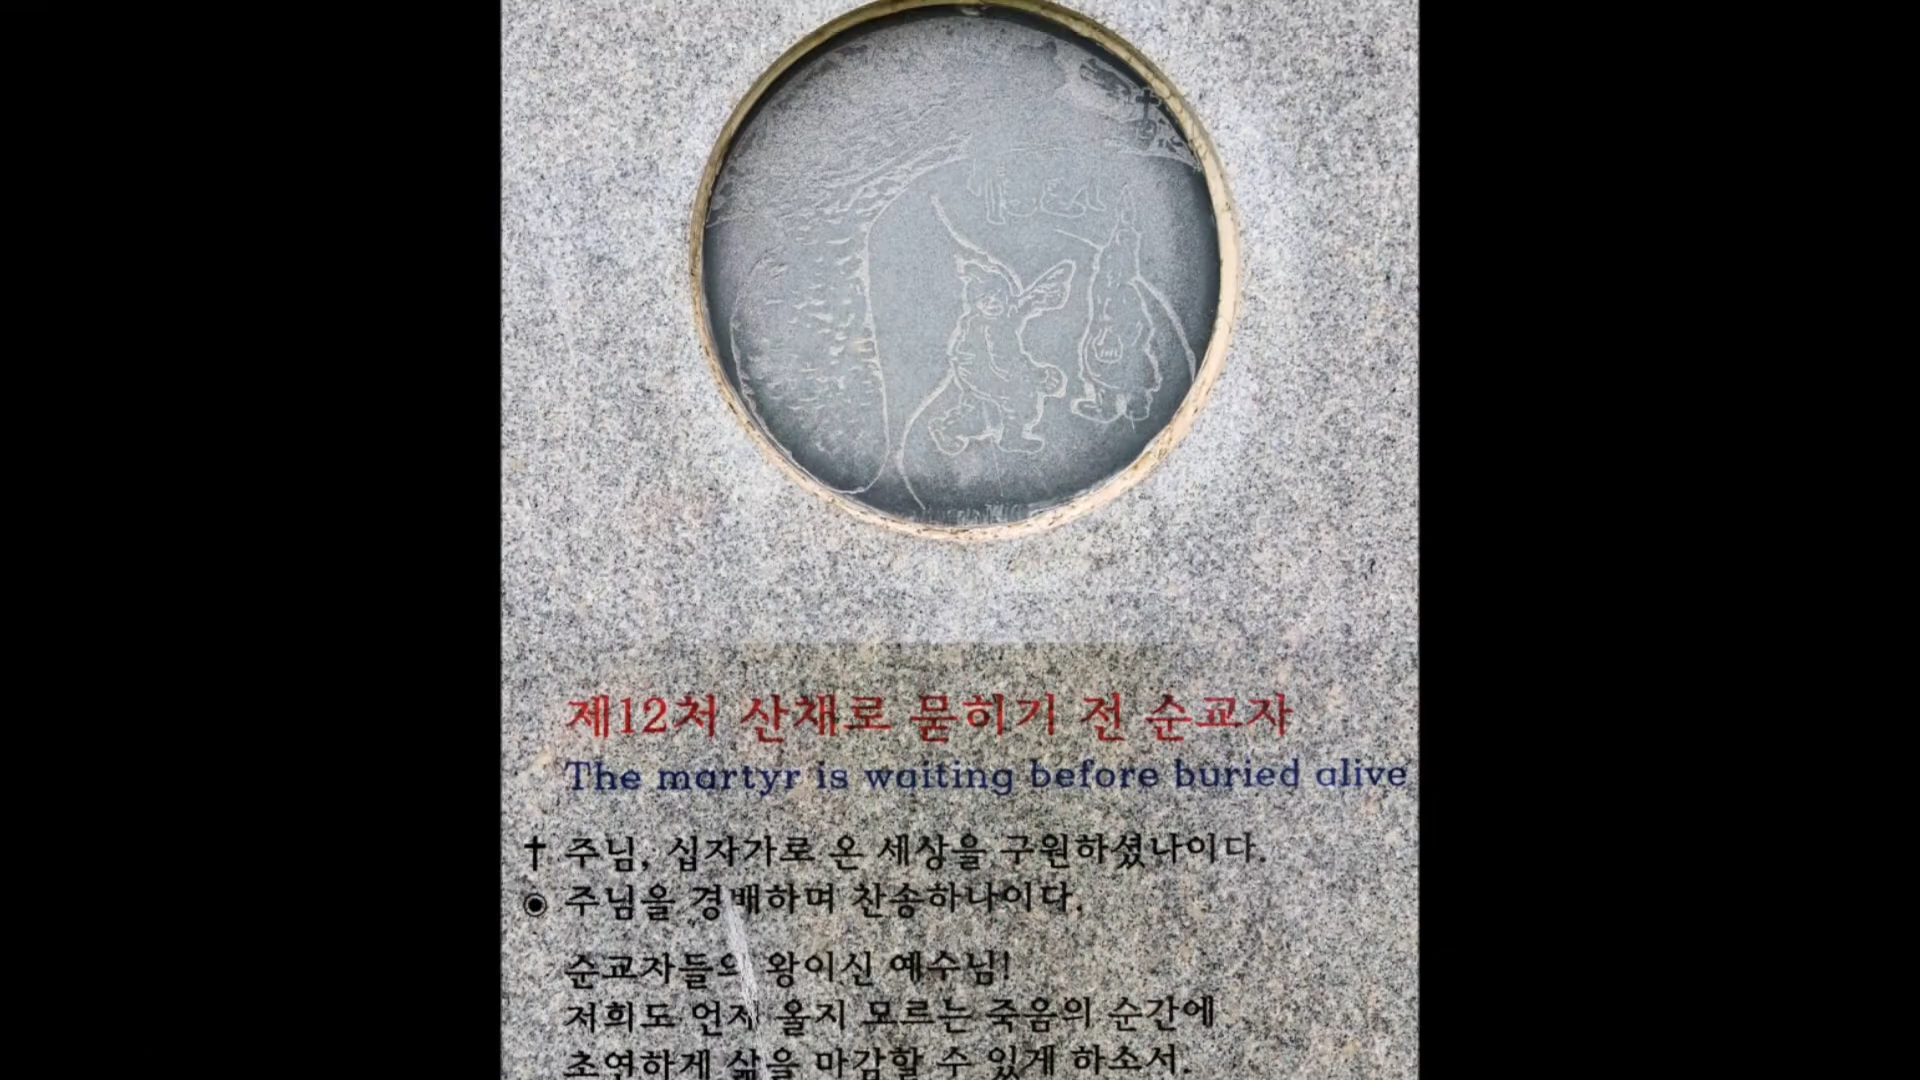 제12처 산채로 묻히기 전 순교자
The martyr is waiting before buried alive
✝ 주님, 십자가로 온 세상을 구원하셨나이다.
◉ 주님을 경배하며 찬송하나이다.
순교자들의 왕이신 예수님!
저희도 언제 올지 모르는 죽음의 순간에
초연하게 삶을 마감할 수 있게 하소서.